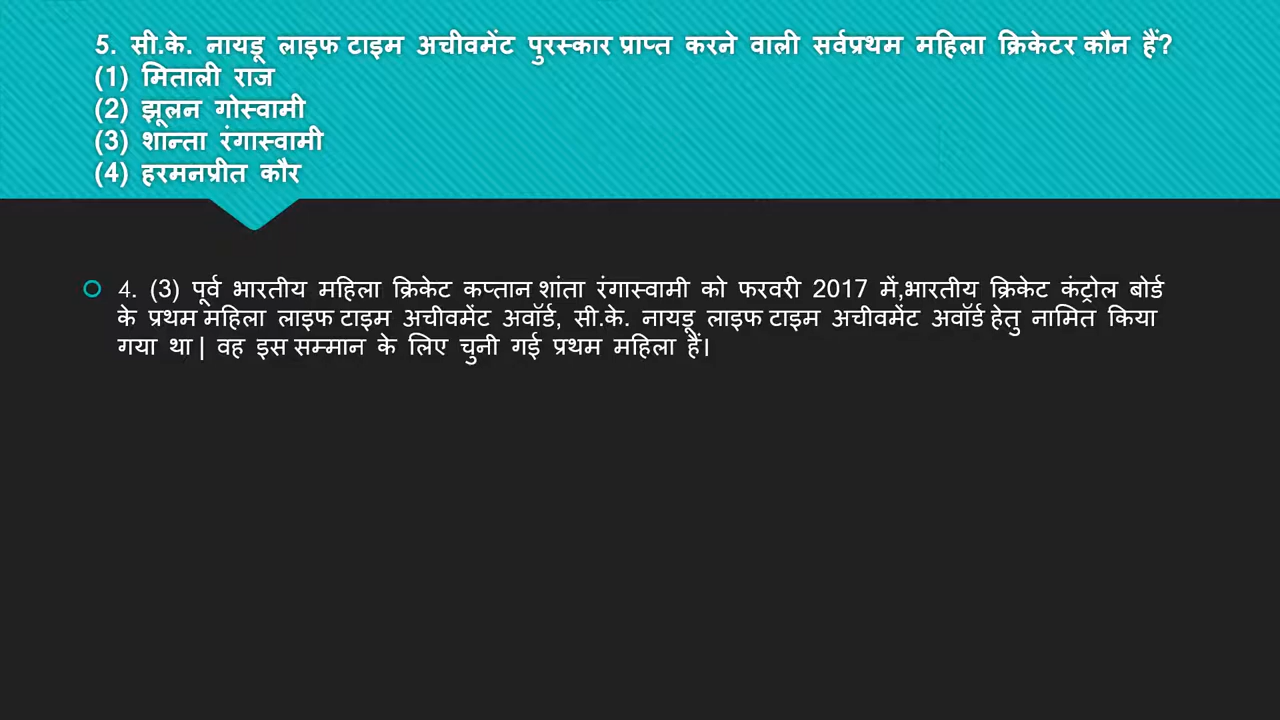 5. सी.के. नायडू लाइफ टाइम अचीवमेंट पुरस्कार प्राप्त करने वाली सर्वप्रथम महिला क्रिकेटर कौन हैं?
(1) मिताली राज
(2) झूलन गोस्वामी
(3) शान्ता रंगास्वामी
(4) हरमनप्रीत कौर
4. (3) पूर्व भारतीय महिला क्रिकेट कप्तान शांता रंगास्वामी को फरवरी 2017 में,भारतीय क्रिकेट कंट्रोल बोर्ड
के प्रथम महिला लाइफ टाइम अचीवमेंट अवॉर्ड, सी.के. नायडू लाइफ टाइम अचीवमेंट अवॉर्ड हेतु नामित किया
गया था| वह इस सम्मान के लिए चुनी गई प्रथम महिला हैं।